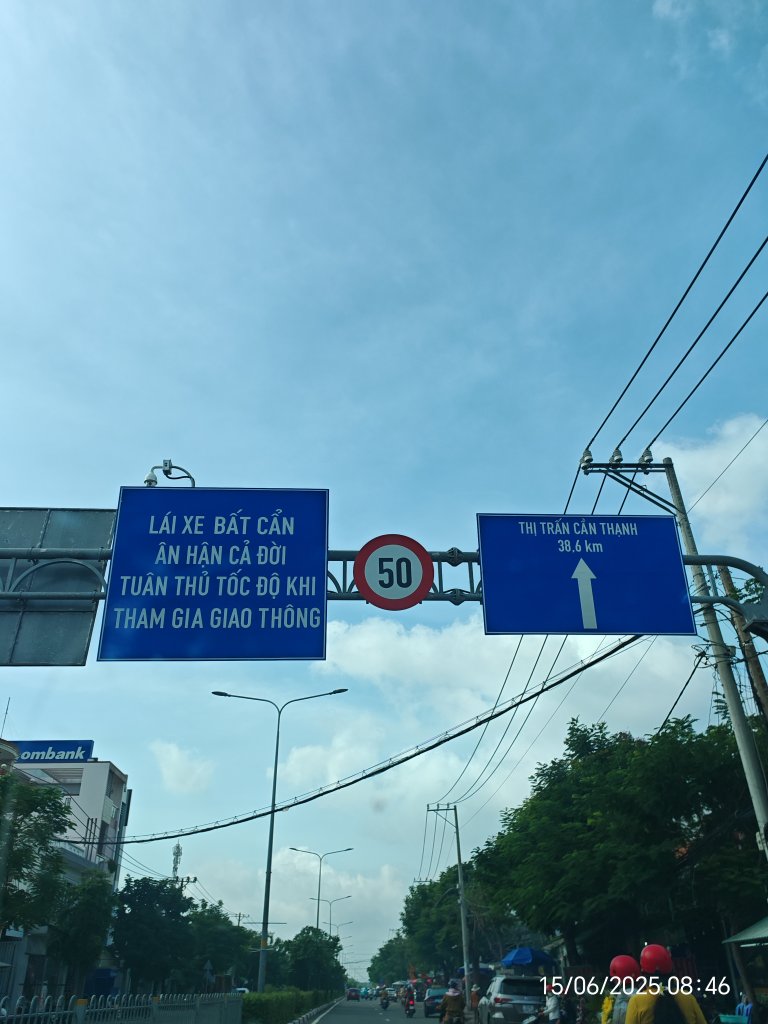 LÁI XE BẤT CẨN
ÂN HẬN CẢ ĐỜI
TUÂN THỦ TỐC ĐỘ KHI
THAM GIA GIAO THÔNG
50
THỊ TRẤN CẦN THẠNH
38,6 km
ombank
15/06/2025 08:46